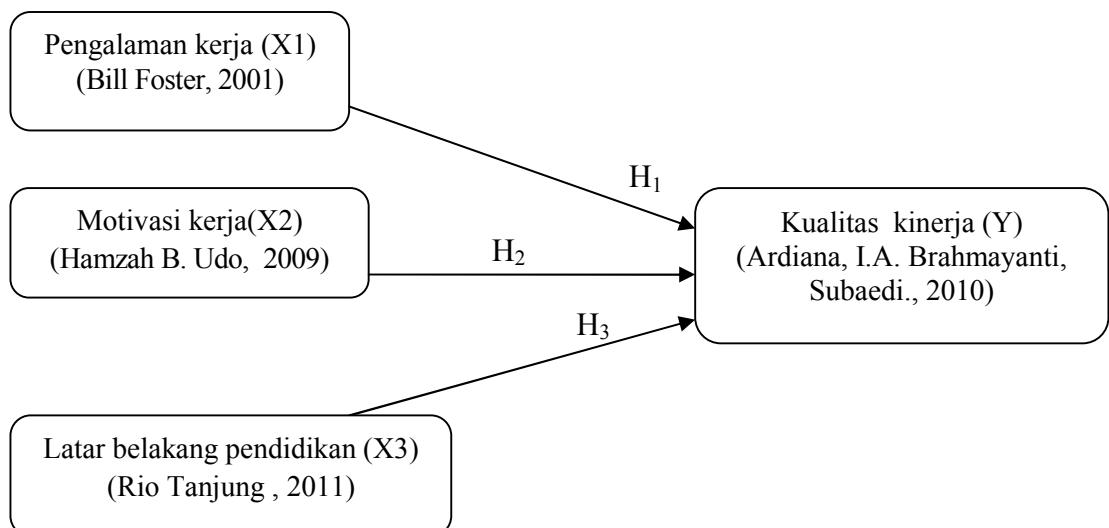 Pengalaman kerja (X1)
(Bill Foster, 2001)
H1
Motivasi kerja(X2)
(Hamzah B. Udo, 2009)
H2
Kualitas kinerja (Y)
(Ardiana, I.A. Brahmayanti,
Subaedi., 2010)
H3
Latar belakang pendidikan (X3)
(Rio Tanjung , 2011)